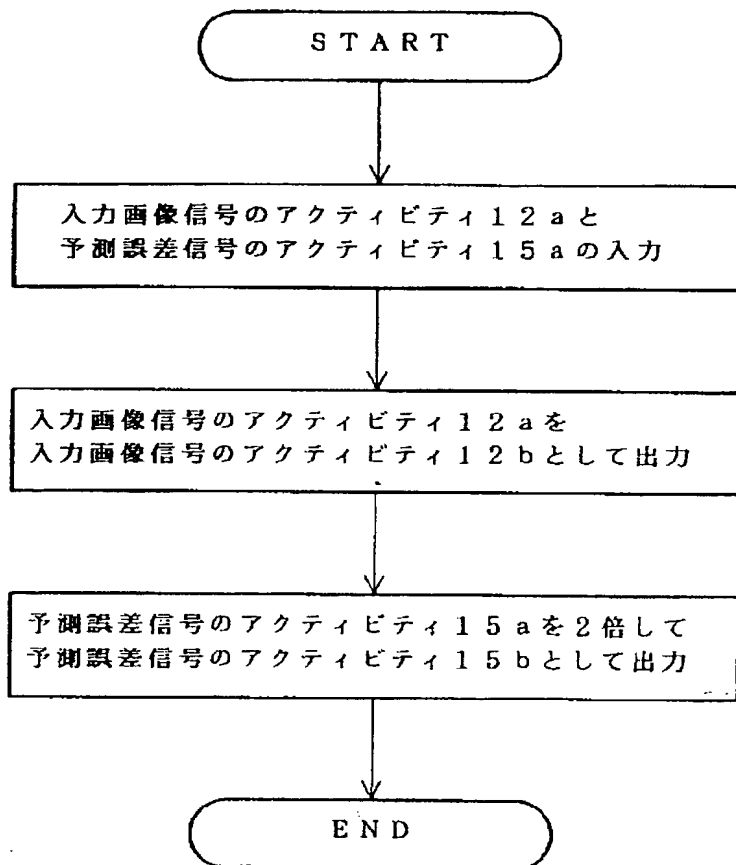 START
入力画像信号のアクティビティ12aと
予測誤差信号のアクティビティ15aの入力
入力画像信号のアクティビティ12aを
入力画像信号のアクティビティ12bとして出力
予測誤差信号のアクティビティ15aを2倍して
予測誤差信号のアクティビティ15bとして出力
END